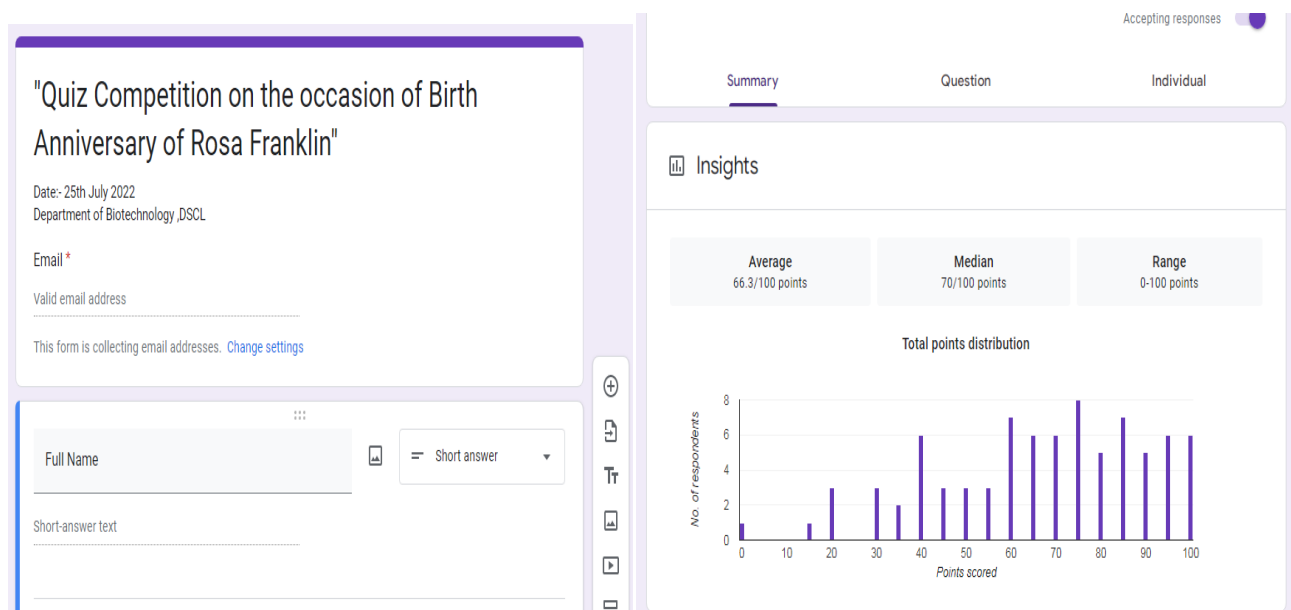 "Quiz Competition on the occasion of Birth
Anniversary of Rosa Franklin"
Date:- 25th July 2022
Department of Biotechnology ,DSCL
Email *
Valid email address
This form is collecting email addresses. Change settings
Full Name
Short answer
Short-answer text
Tт
Accepting responses
Summary Question Individual
Insights
Average Median Range
66.3/100 points 70/100 points 0-100 points
Total points distribution
No. of respondents
8
6
4
2
0
0 10 20 30 40 50 60 70 80 90 100
Points scored